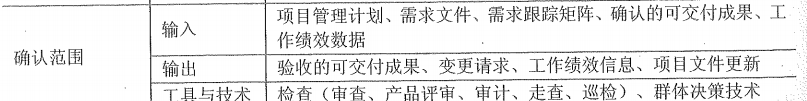 确认范围
输入
项目管理计划、需求文件、需求跟踪矩阵、确认的可交付成果、工
作绩效数据
输出
验收的可交付成果、变更请求、工作绩效信息、项目文件更新
工具与技术
检查（审查、产品评审、审计、走查、巡检）、群体决策技术